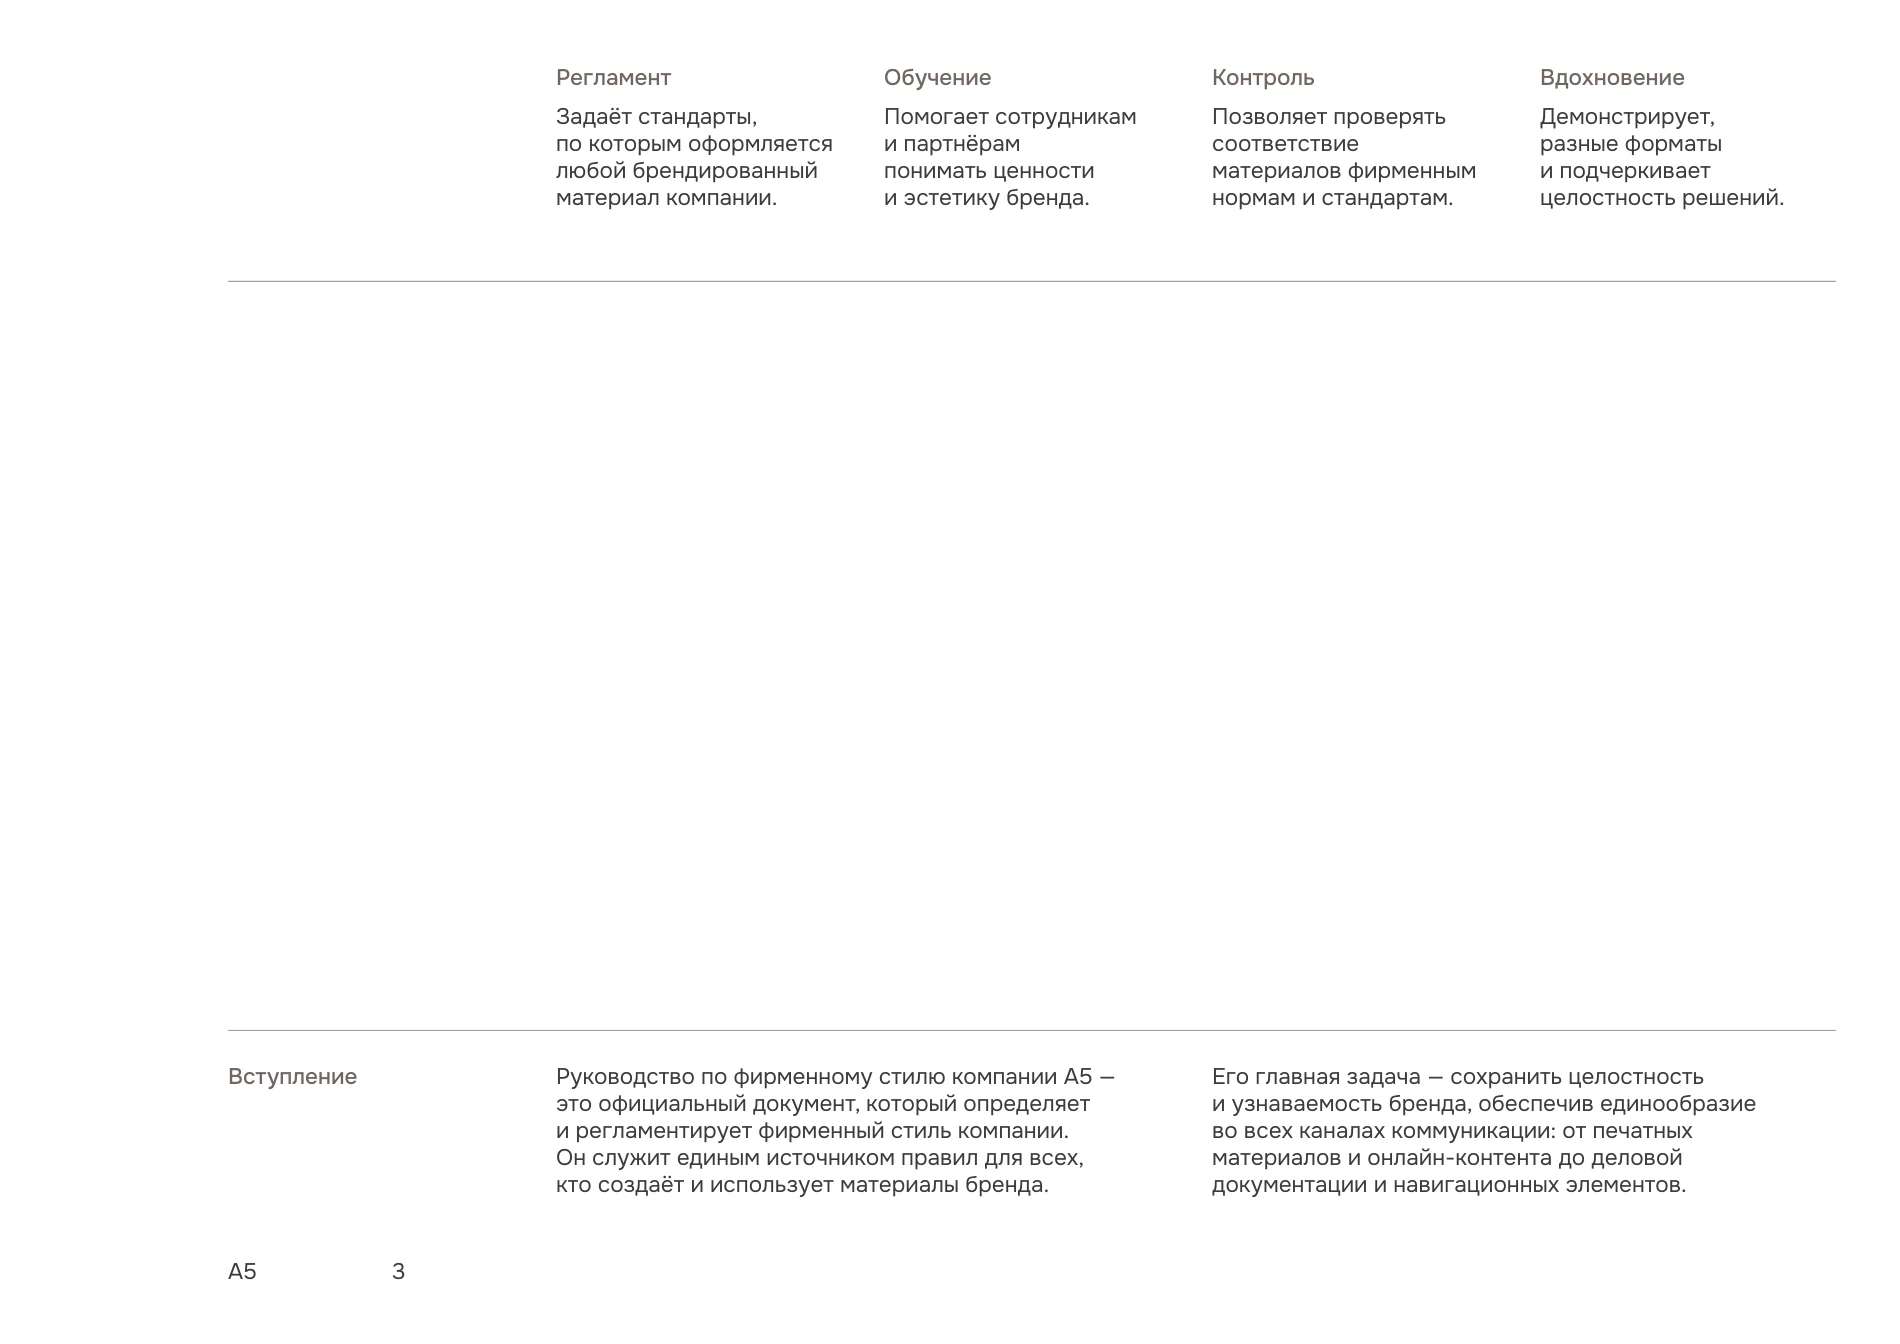 Регламент
Задаёт стандарты,
по которым оформляется
любой брендированный
материал компании.
Обучение
Помогает сотрудникам
и партнёрам
понимать ценности
и эстетику бренда.
Контроль
Позволяет проверять
соответствие
материалов фирменным
нормам и стандартам.
Вдохновение
Демонстрирует,
разные форматы
и подчеркивает
целостность решений.
Вступление
Руководство по фирменному стилю компании А5 —
это официальный документ, который определяет
и регламентирует фирменный стиль компании.
Он служит единым источником правил для всех,
кто создаёт и использует материалы бренда.
Его главная задача — сохранить целостность
и узнаваемость бренда, обеспечив единообразие
во всех каналах коммуникации: от печатных
материалов и онлайн-контента до деловой
документации и навигационных элементов.
А5
3